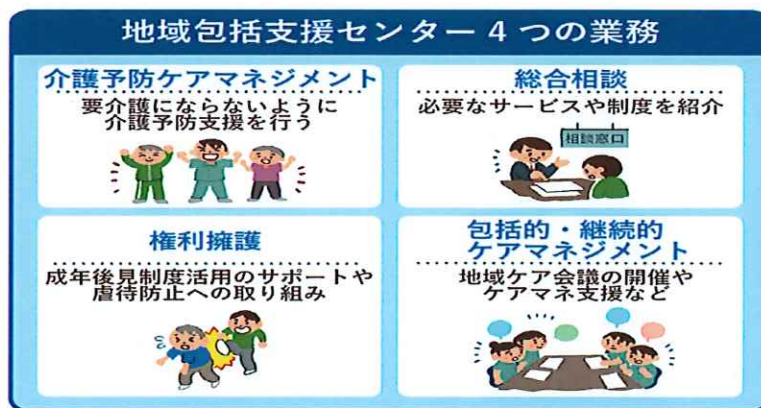 地域包括支援センター4つの業務
介護予防ケアマネジメント
要介護にならないように
介護予防支援を行う
総合相談
必要なサービスや制度を紹介
相談窓口
権利擁護
成年後見制度活用のサポートや
虐待防止への取り組み
包括的・継続的
ケアマネジメント
地域ケア会議の開催や
ケアマネ支援など